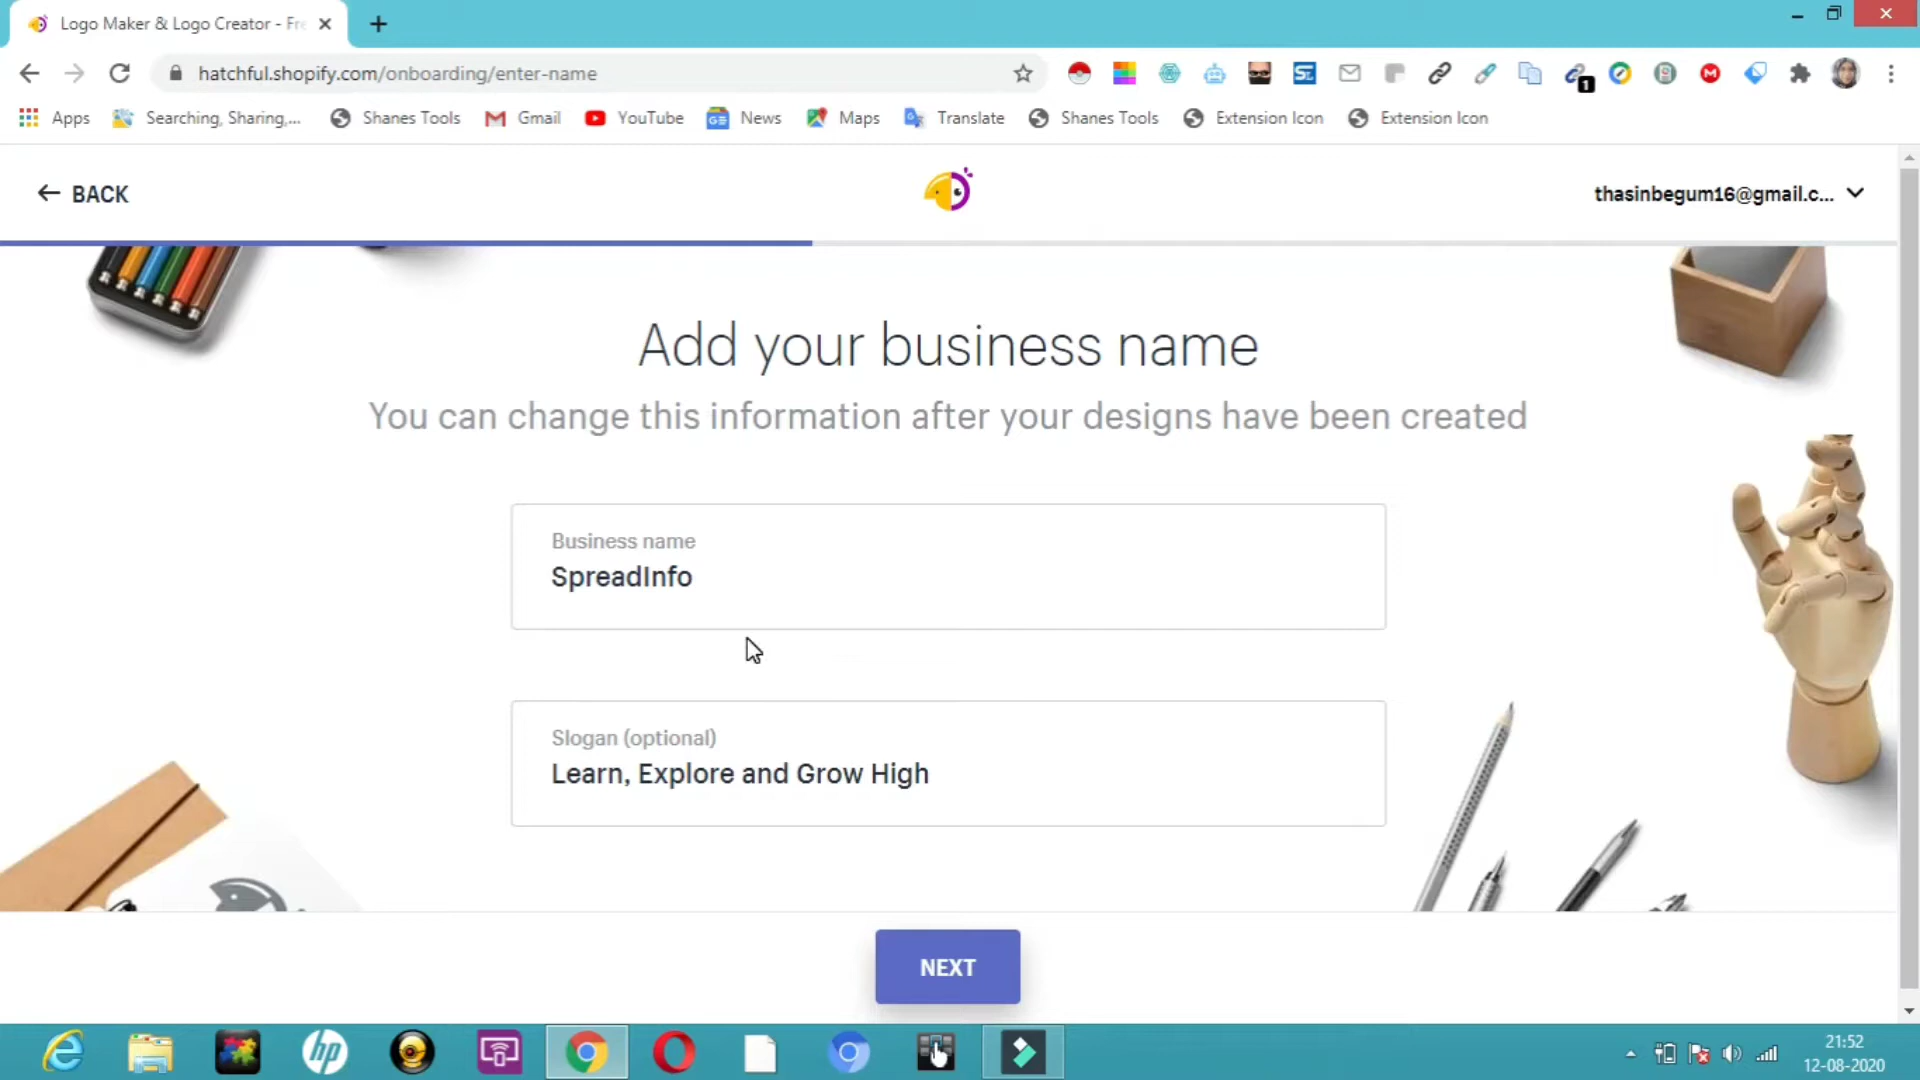 Logo Maker & Logo Creator - Fre
hatchful.shopify.com/onboarding/enter-name
1
Apps
Searching, Sharing,...
Shanes Tools
Gmail
YouTube
News
Maps
Translate
Shanes Tools
Extension Icon
Extension Icon
BACK
thasinbegum16@gmail.c...
Add your business name
You can change this information after your designs have been created
Business name
SpreadInfo
Slogan (optional)
Learn, Explore and Grow High
NEXT
hp
21:52
12-08-2020